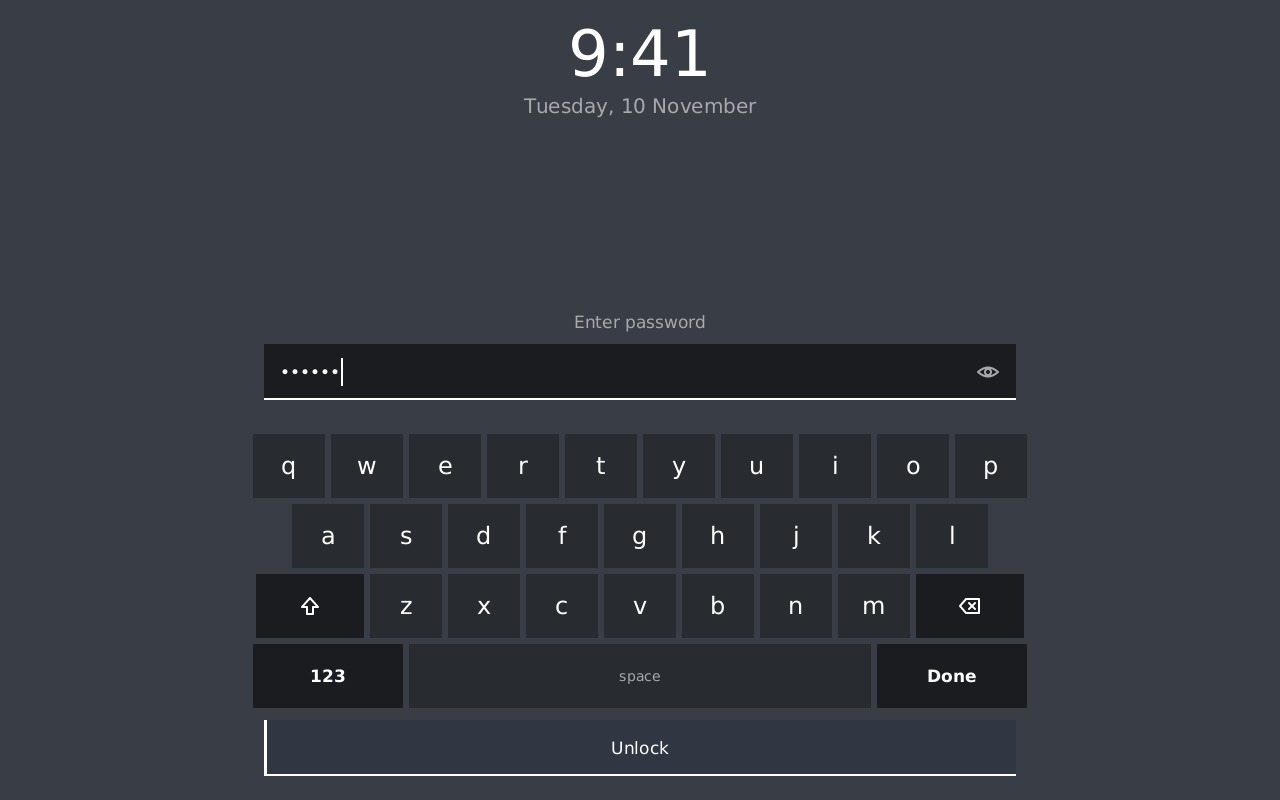 9:41
Tuesday, 10 November
Enter password
••••••
q w e r t y u i o p
a s d f g h j k l
z x c v b n m
123 space Done
Unlock